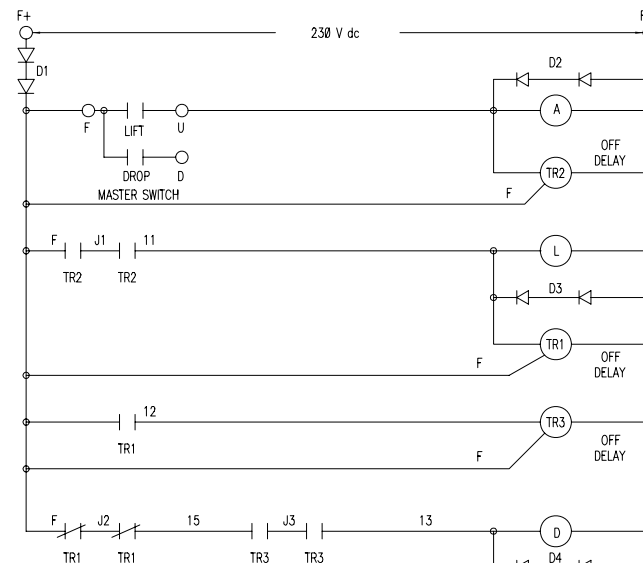 F+ F
230 V dc
D1
D2
F LIFT U A
OFF
DELAY
DROP D TR2
MASTER SWITCH F
F J1 11 L
TR2 TR2
D3
TR1
F OFF
DELAY
12 TR3
TR1
F OFF
DELAY
F J2 15 J3 13 D
TR1 TR1 TR3 TR3 D4